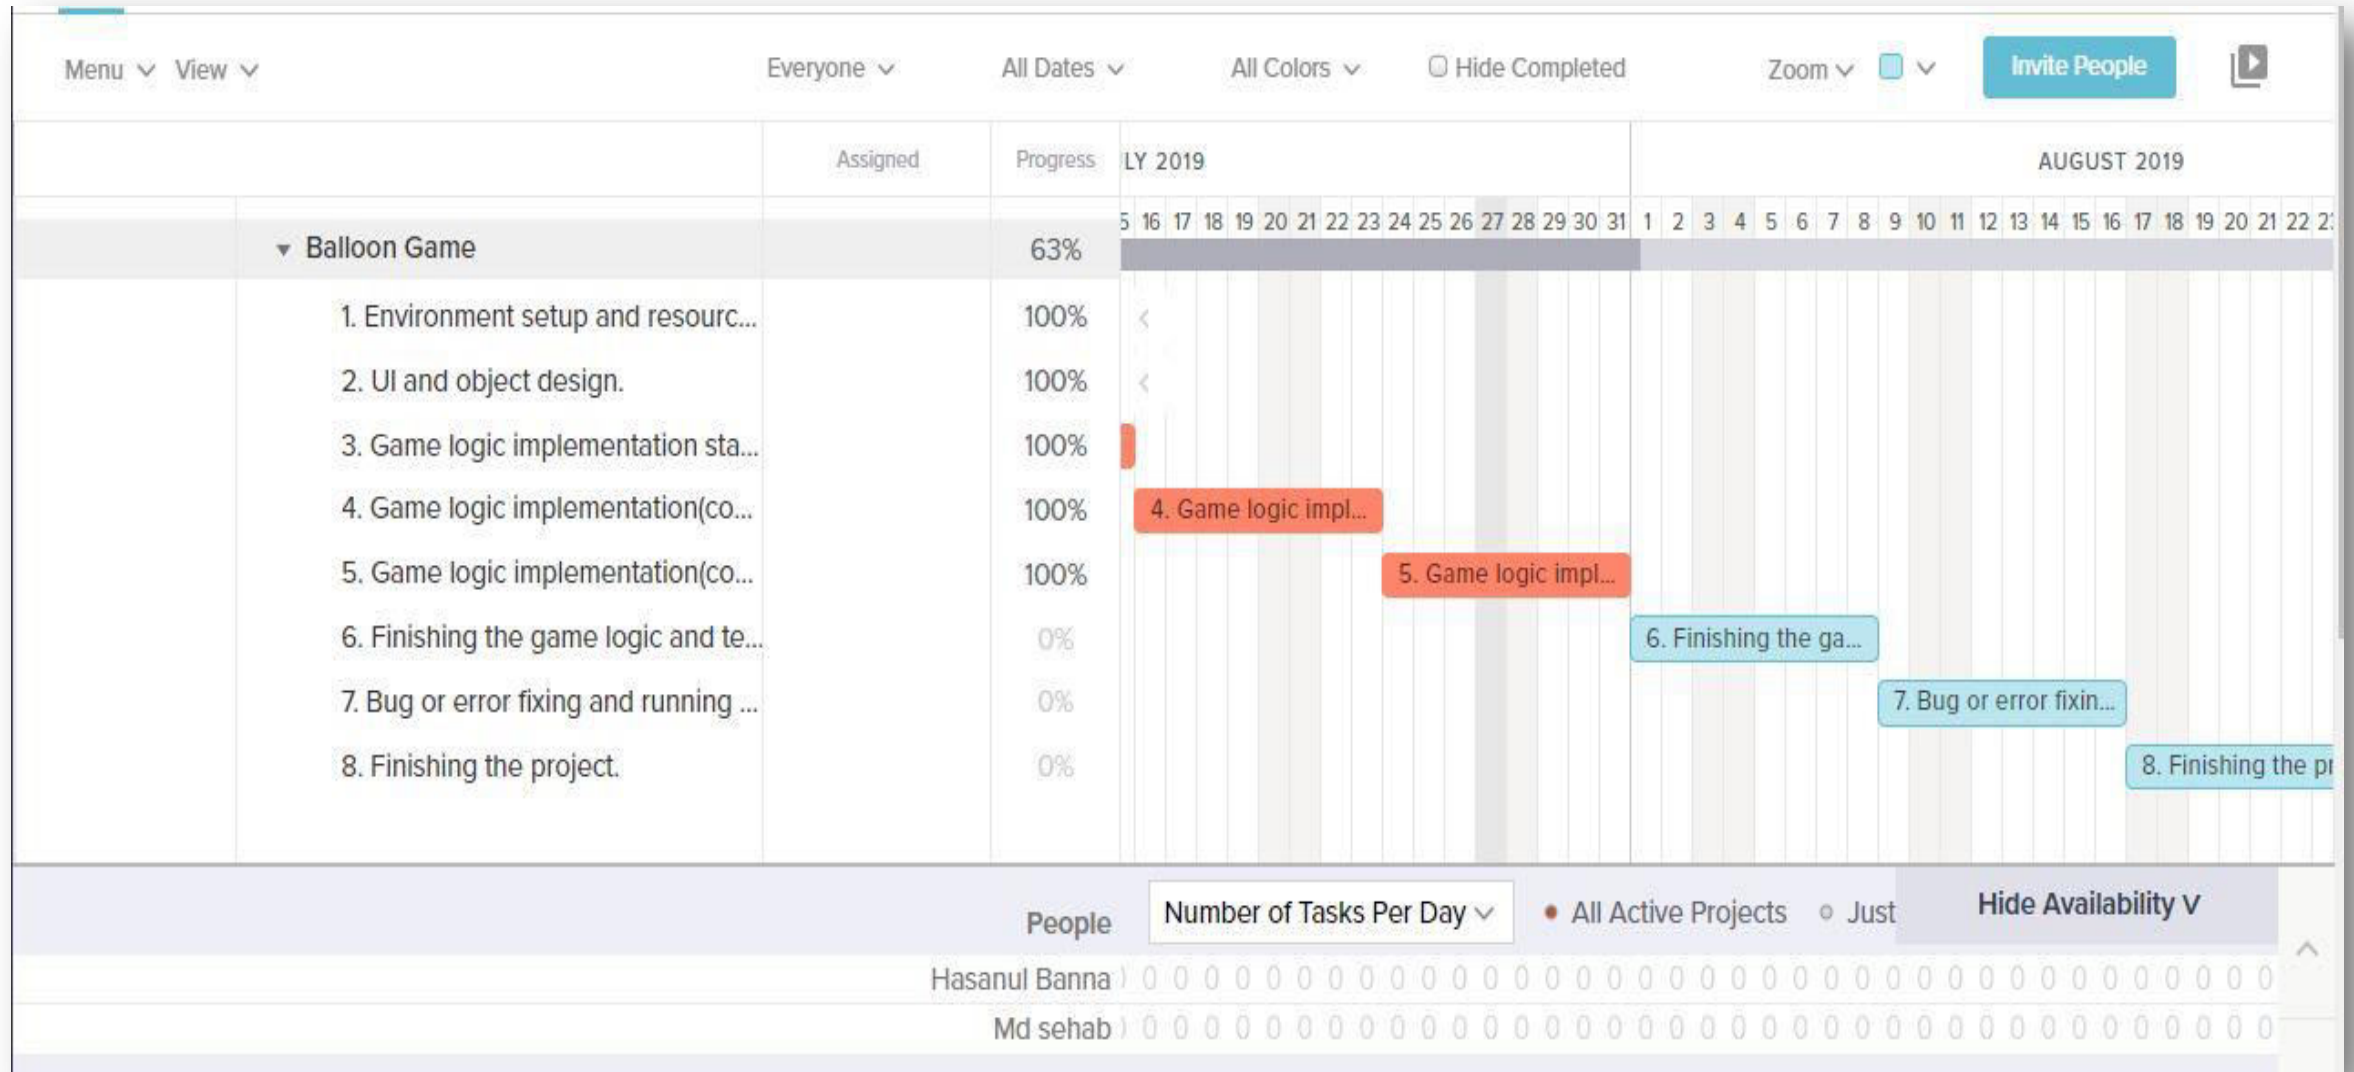 Menu View Everyone All Dates All Colors Hide Completed Zoom Invite People
Assigned Progress LY 2019 AUGUST 2019
16 17 18 19 20 21 22 23 24 25 26 27 28 29 30 31 1 2 3 4 5 6 7 8 9 10 11 12 13 14 15 16 17 18 19 20 21 22
Balloon Game 63%
1. Environment setup and resourc... 100%
2. UI and object design. 100%
3. Game logic implementation sta... 100%
4. Game logic implementation(co... 100% 4. Game logic impl...
5. Game logic implementation(co... 100% 5. Game logic impl...
6. Finishing the game logic and te... 0% 6. Finishing the ga...
7. Bug or error fixing and running ... 0% 7. Bug or error fixin...
8. Finishing the project. 0% 8. Finishing the pr
People Number of Tasks Per Day All Active Projects Just Hide Availability V
Hasanul Banna 0 0 0 0 0 0 0 0 0 0 0 0 0 0 0 0 0 0 0 0 0 0 0 0 0 0 0 0 0 0 0 0 0 0 0 0 0
Md sehab 0 0 0 0 0 0 0 0 0 0 0 0 0 0 0 0 0 0 0 0 0 0 0 0 0 0 0 0 0 0 0 0 0 0 0 0 0